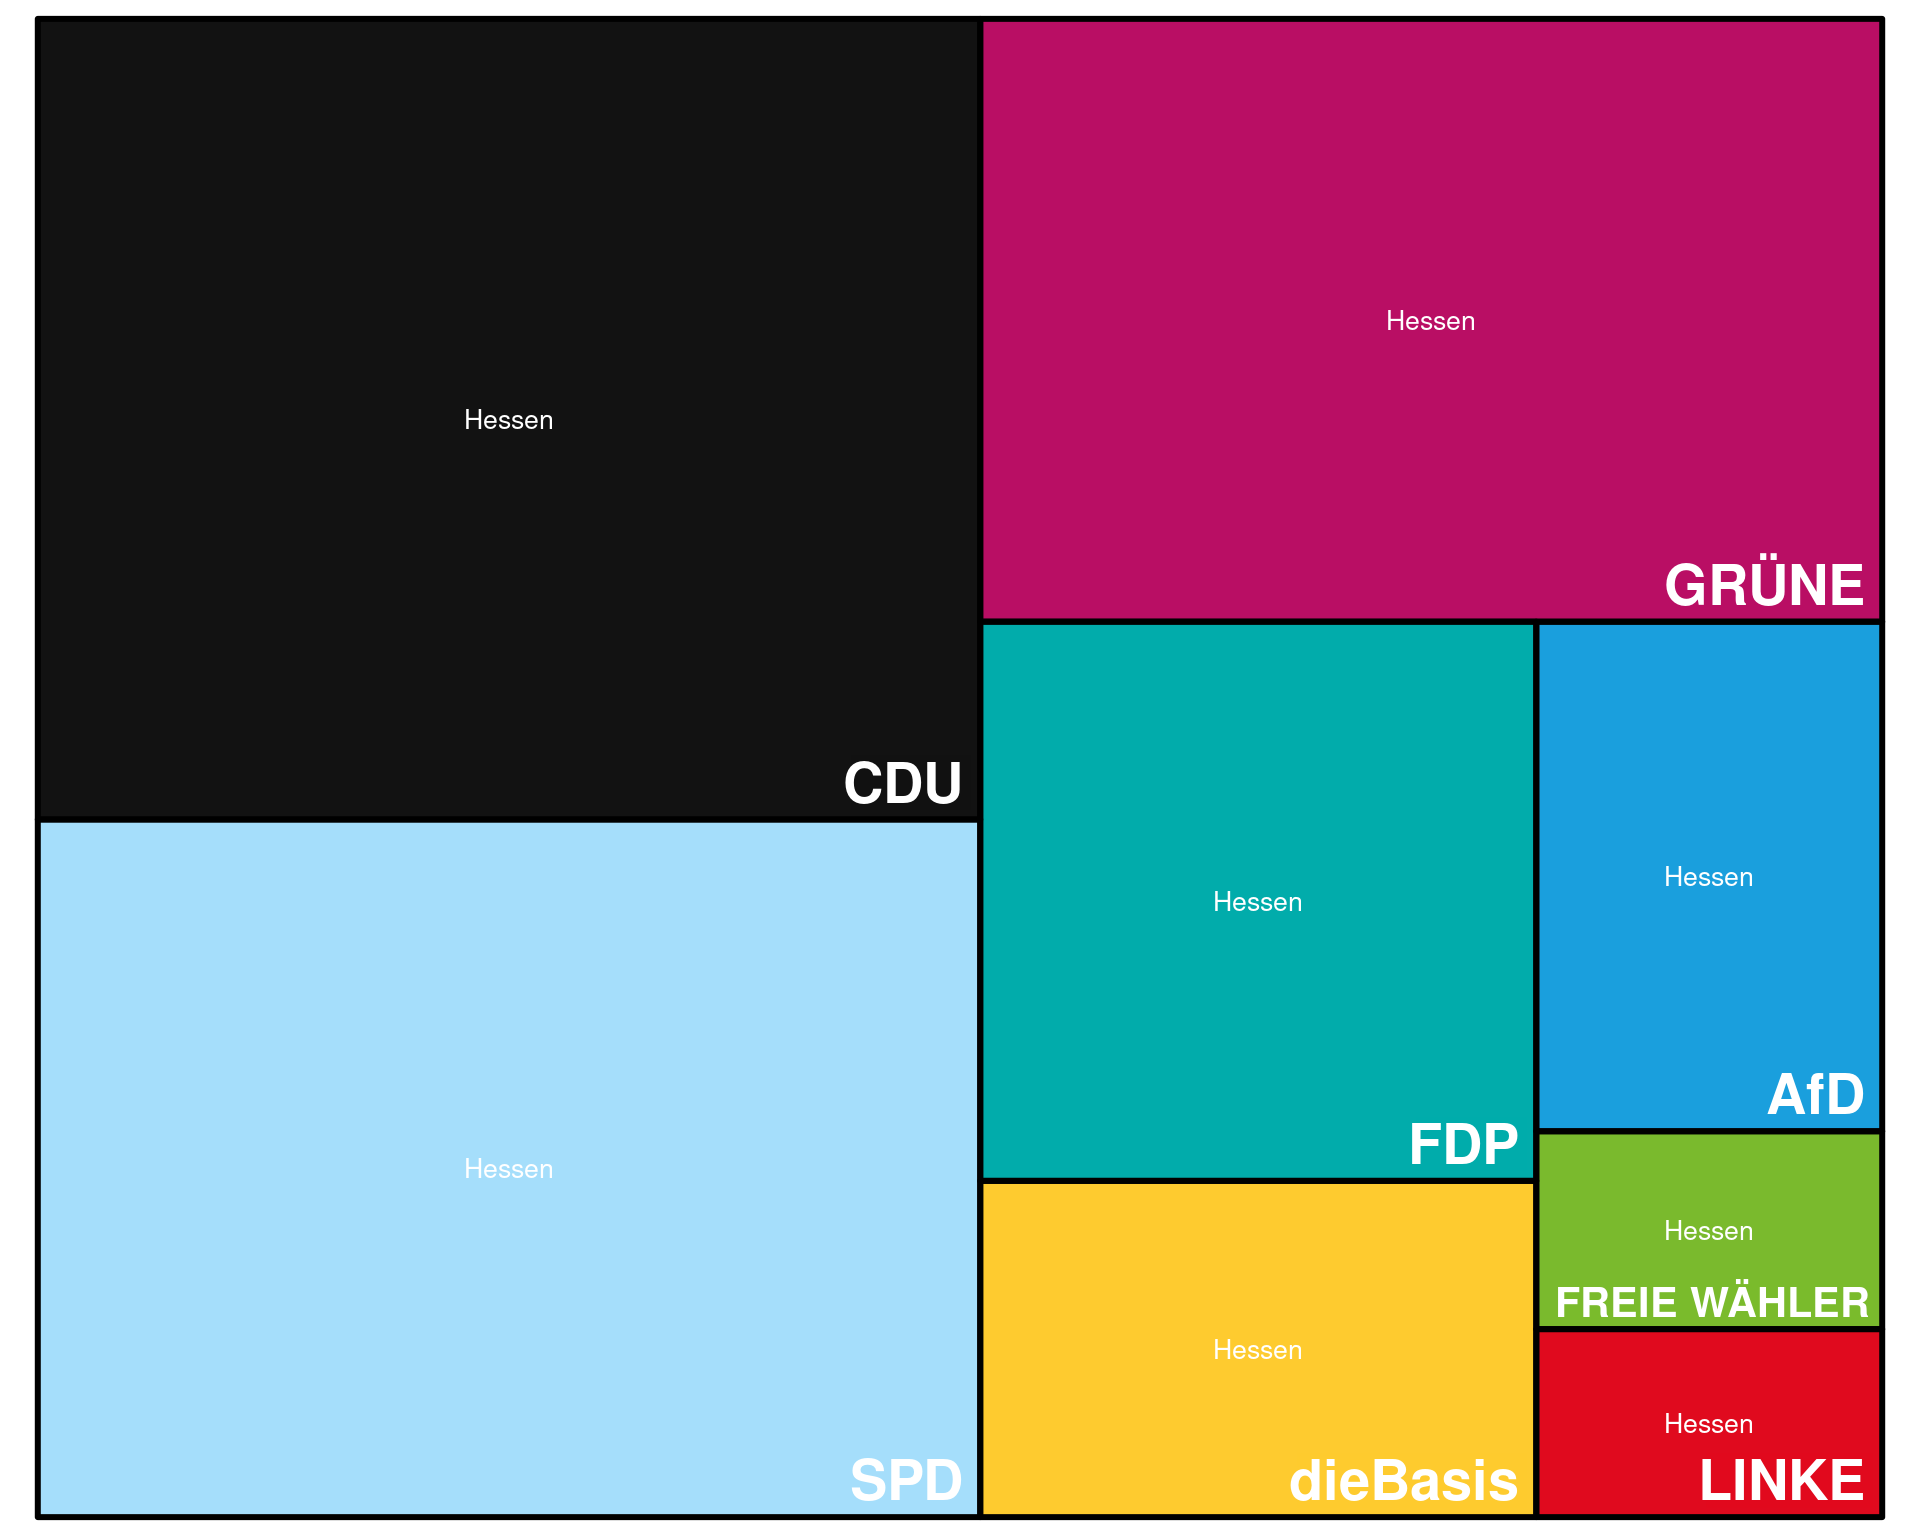 Hessen
CDU
Hessen
SPD
Hessen
GRÜNE
Hessen
FDP
Hessen
AfD
Hessen
dieBasis
Hessen
FREIE WÄHLER
Hessen
LINKE